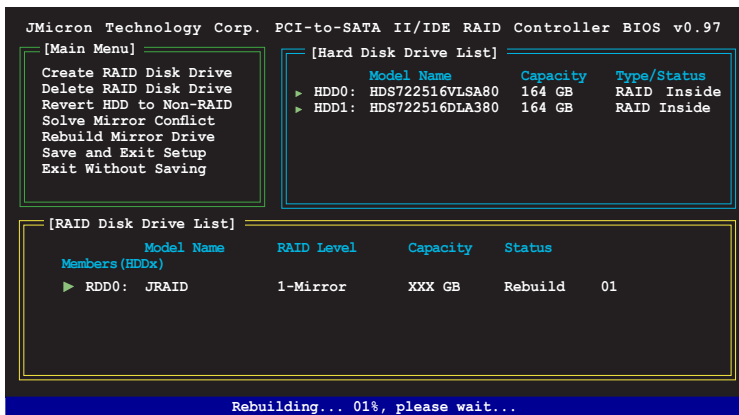 JMicron Technology Corp. PCI-to-SATA II/IDE RAID Controller BIOS v0.97
[Main Menu]
Create RAID Disk Drive
Delete RAID Disk Drive
Revert HDD to Non-RAID
Solve Mirror Conflict
Rebuild Mirror Drive
Save and Exit Setup
Exit Without Saving
[Hard Disk Drive List]
Model Name Capacity Type/Status
HDD0: HDS722516VLSA80 164 GB RAID Inside
HDD1: HDS722516DLA380 164 GB RAID Inside
[RAID Disk Drive List]
Model Name RAID Level Capacity Status
Members(HDDx)
RDD0: JRAID 1-Mirror XXX GB Rebuild 01
Rebuilding... 01%, please wait...